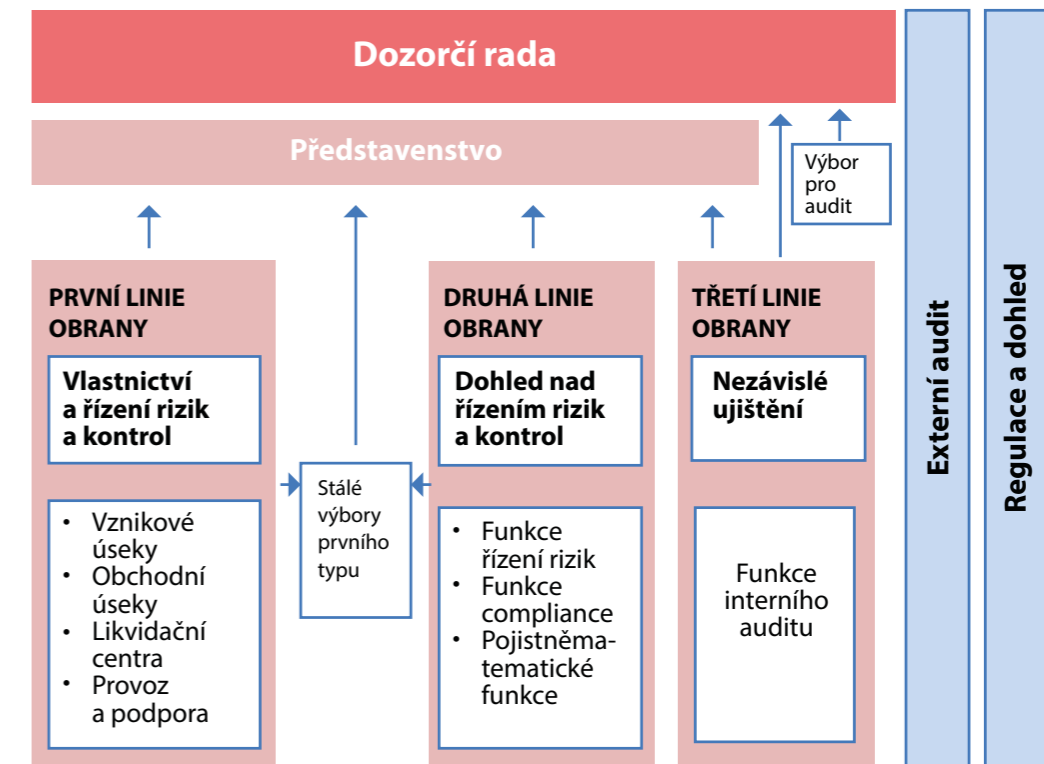 Dozorčí rada
Představenstvo
Výbor
pro
audit
PRVNÍ LINIE
OBRANY
Vlastnictví
a řízení rizik
a kontrol
• Vznikové
úseky
• Obchodní
úseky
• Likvidační
centra
• Provoz
a podpora
Stálé
výbory
prvního
typu
DRUHÁ LINIE
OBRANY
Dohled nad
řízením rizik
a kontrol
• Funkce
řízení rizik
• Funkce
compliance
• Pojistněma-
tematické
funkce
TŘETÍ LINIE
OBRANY
Nezávislé
ujištění
Funkce
interního
auditu
Externí audit
Regulace a dohled